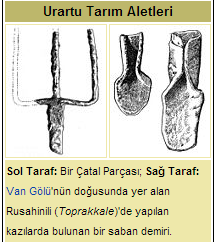 Urartu Tarım Aletleri
Sol Taraf: Bir Çatal Parçası; Sağ Taraf:
Van Gölü'nün doğusunda yer alan
Rusahinili (Toprakkale)'de yapılan
kazılarda bulunan bir saban demiri.